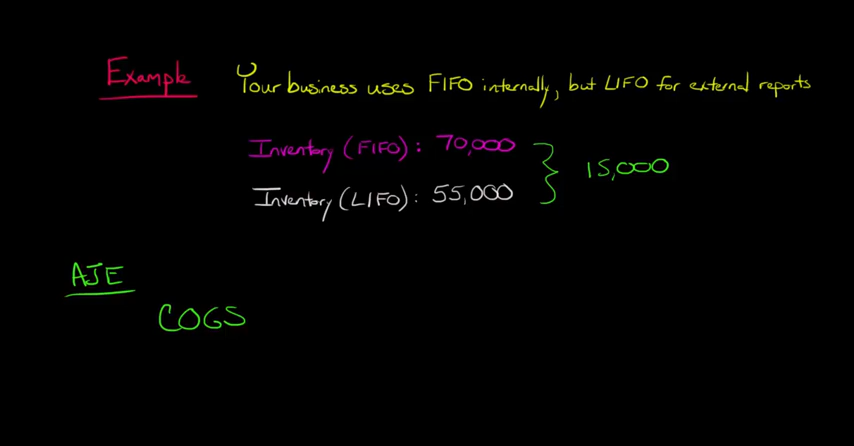 Example Your business uses FIFO internally, but LIFO for external reports
Inventory (FIFO): 70,000
15,000
Inventory (LIFO): 55,000
AJE
COGS